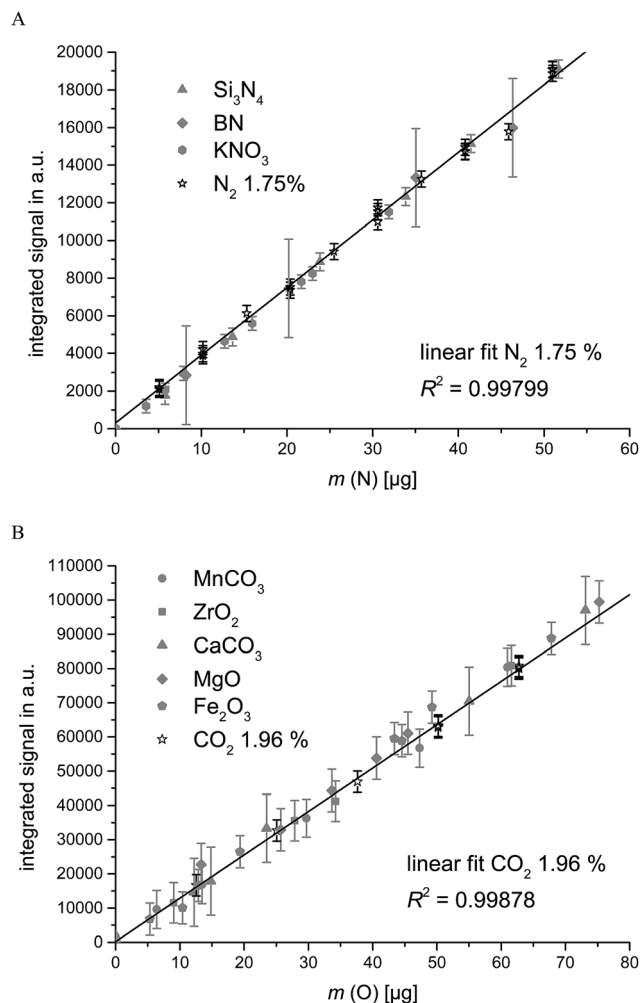 A
20000
18000
16000
14000
12000
10000
8000
6000
4000
2000
0
integrated signal in a.u.
Si₃N₄
BN
KNO₃
N₂ 1.75%
linear fit N₂ 1.75 %
R² = 0.99799
0 10 20 30 40 50 60
m (N) [µg]
B
110000
100000
90000
80000
70000
60000
50000
40000
30000
20000
10000
0
integrated signal in a.u.
MnCO₃
ZrO₂
CaCO₃
MgO
Fe₂O₃
CO₂ 1.96 %
linear fit CO₂ 1.96 %
R² = 0.99878
0 10 20 30 40 50 60 70 80
m (O) [µg]